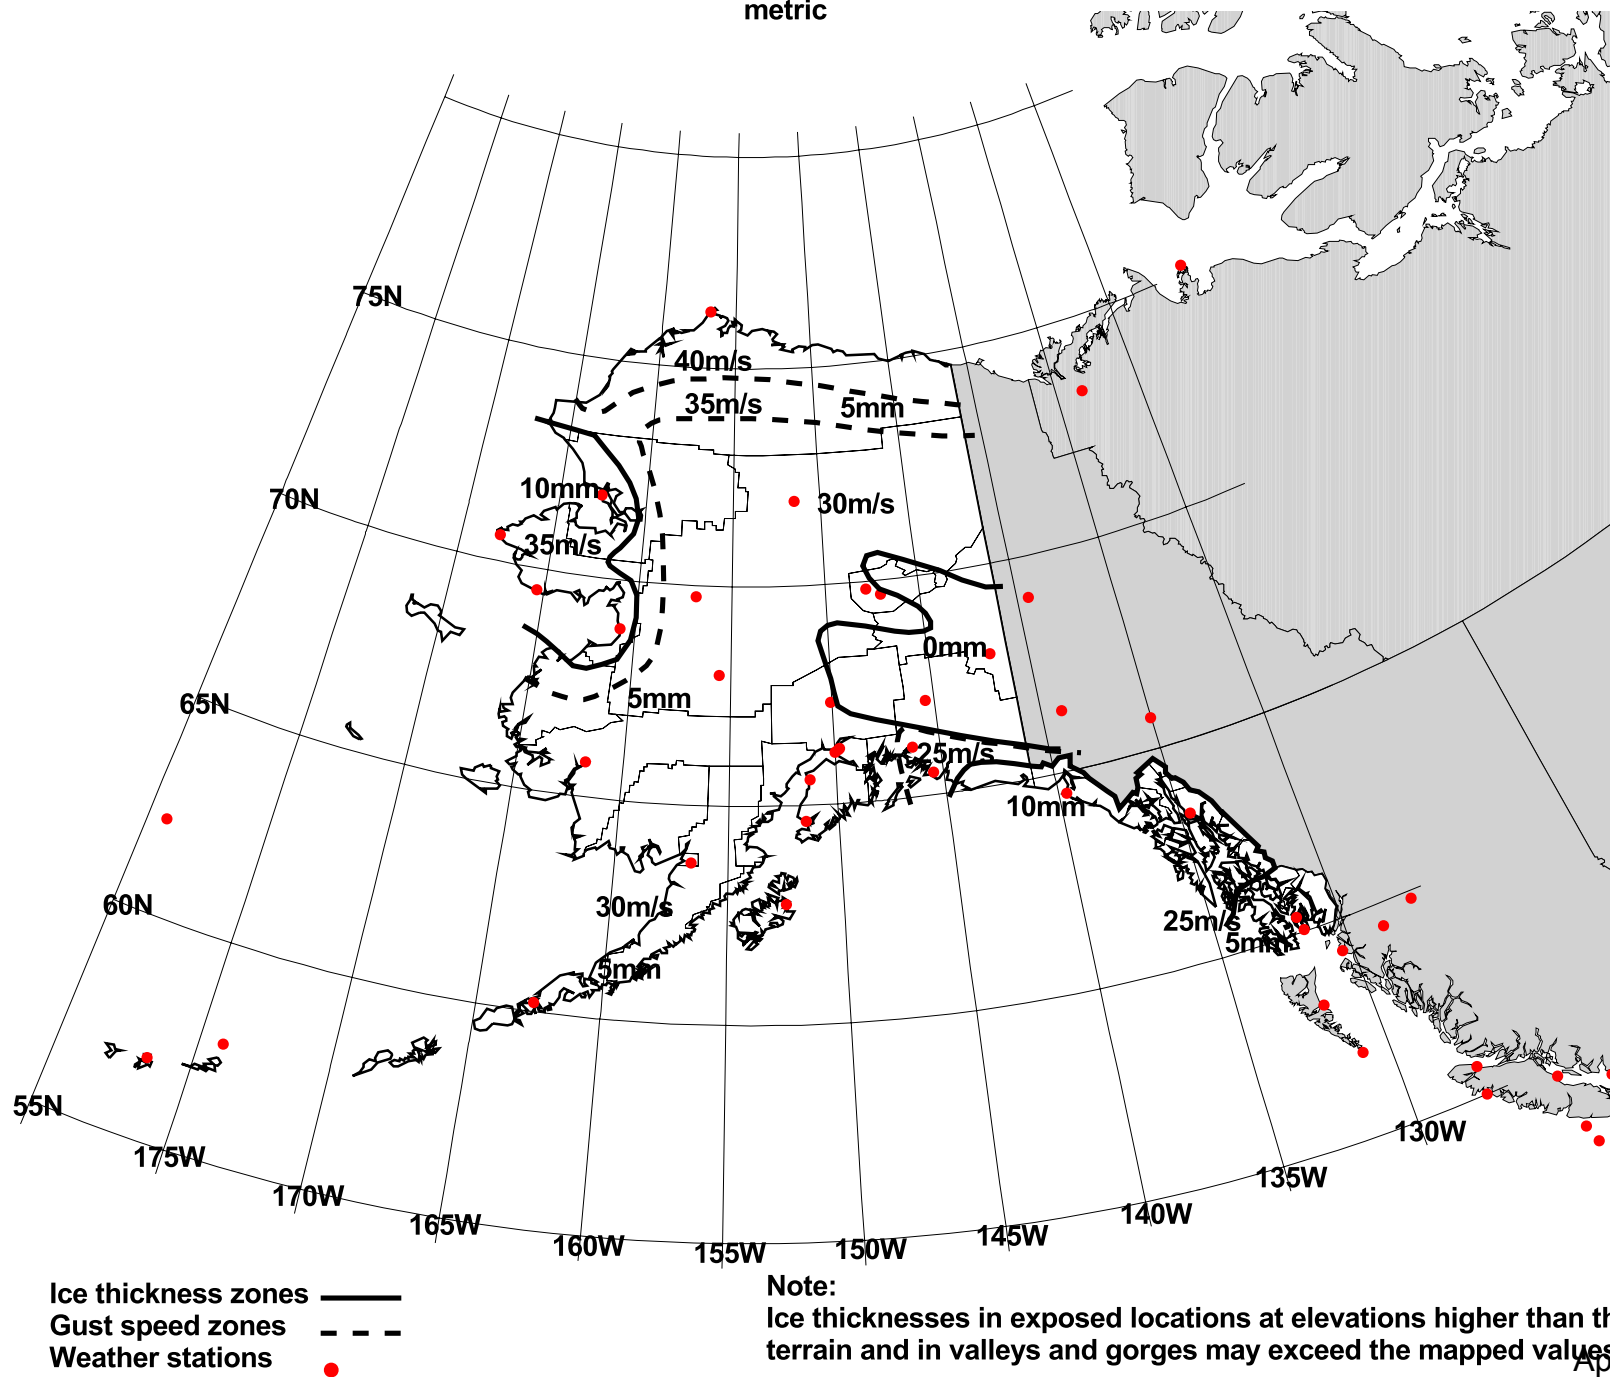 metric
75N
40m/s
35m/s
5mm
10mm
70N
30m/s
35m/s
0mm
5mm
65N
25m/s
10mm
60N
30m/s
25m/s
5mm
5mm
55N
130W
175W
135W
170W
140W
165W
145W
160W
155W
150W
Ice thickness zones
Gust speed zones
Weather stations
Note:
Ice thicknesses in exposed locations at elevations higher than
terrain and in valleys and gorges may exceed the mapped values